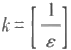 k = [ 1 / ε ]